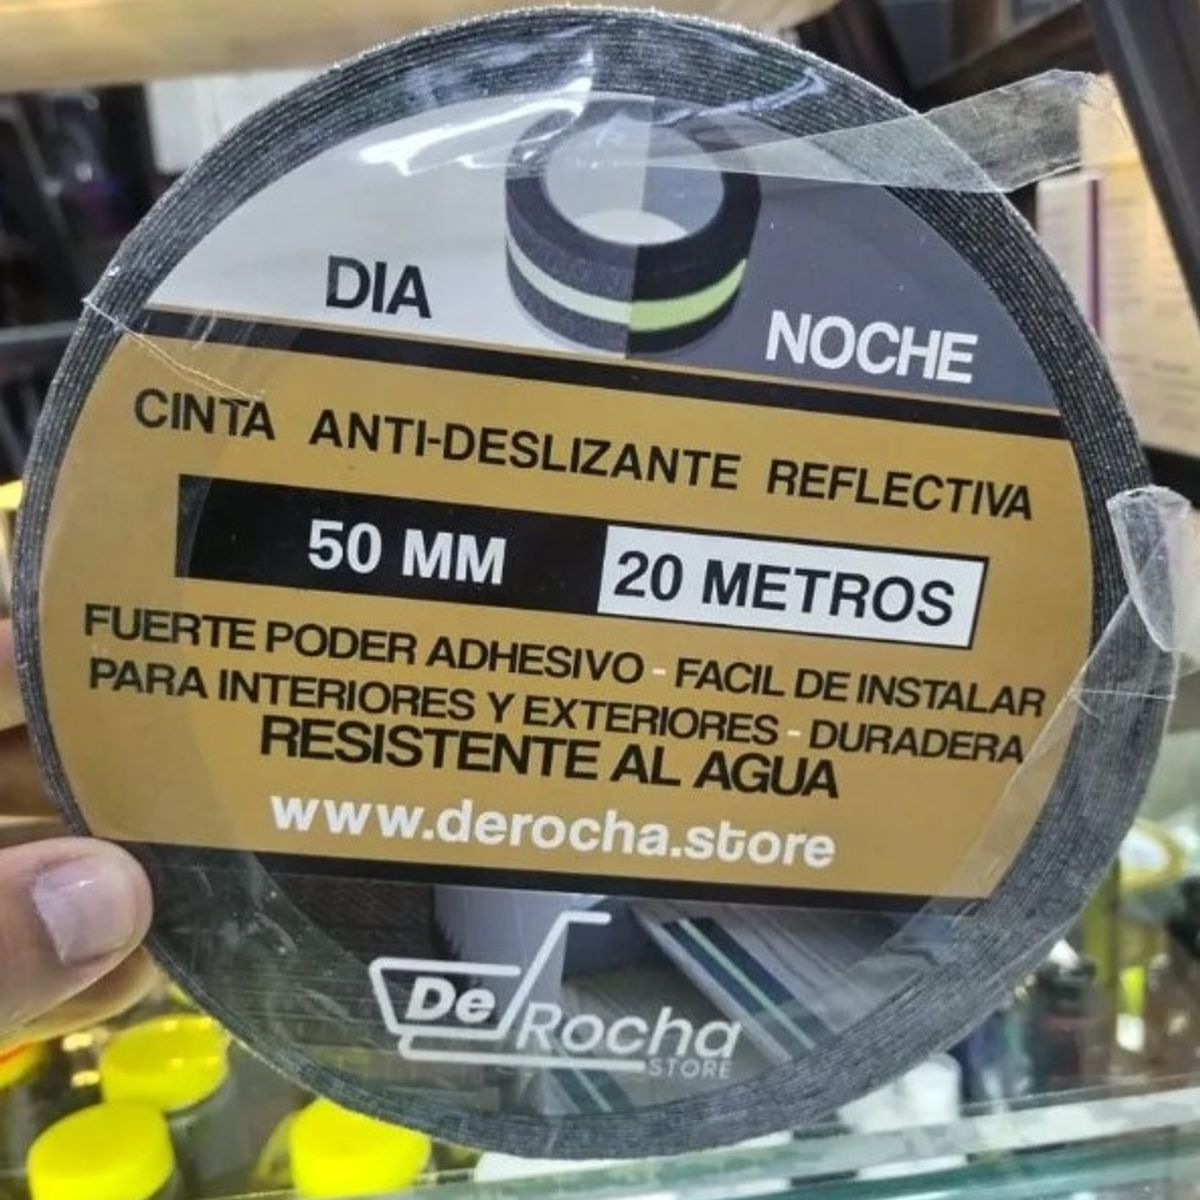 DIA
NOCHE
CINTA ANTI-DESLIZANTE REFLECTIVA
50 MM 20 METROS
FUERTE PODER ADHESIVO - FACIL DE INSTALAR
PARA INTERIORES Y EXTERIORES - DURADERA
RESISTENTE AL AGUA
www.derocha.store
De Rocha
STORE